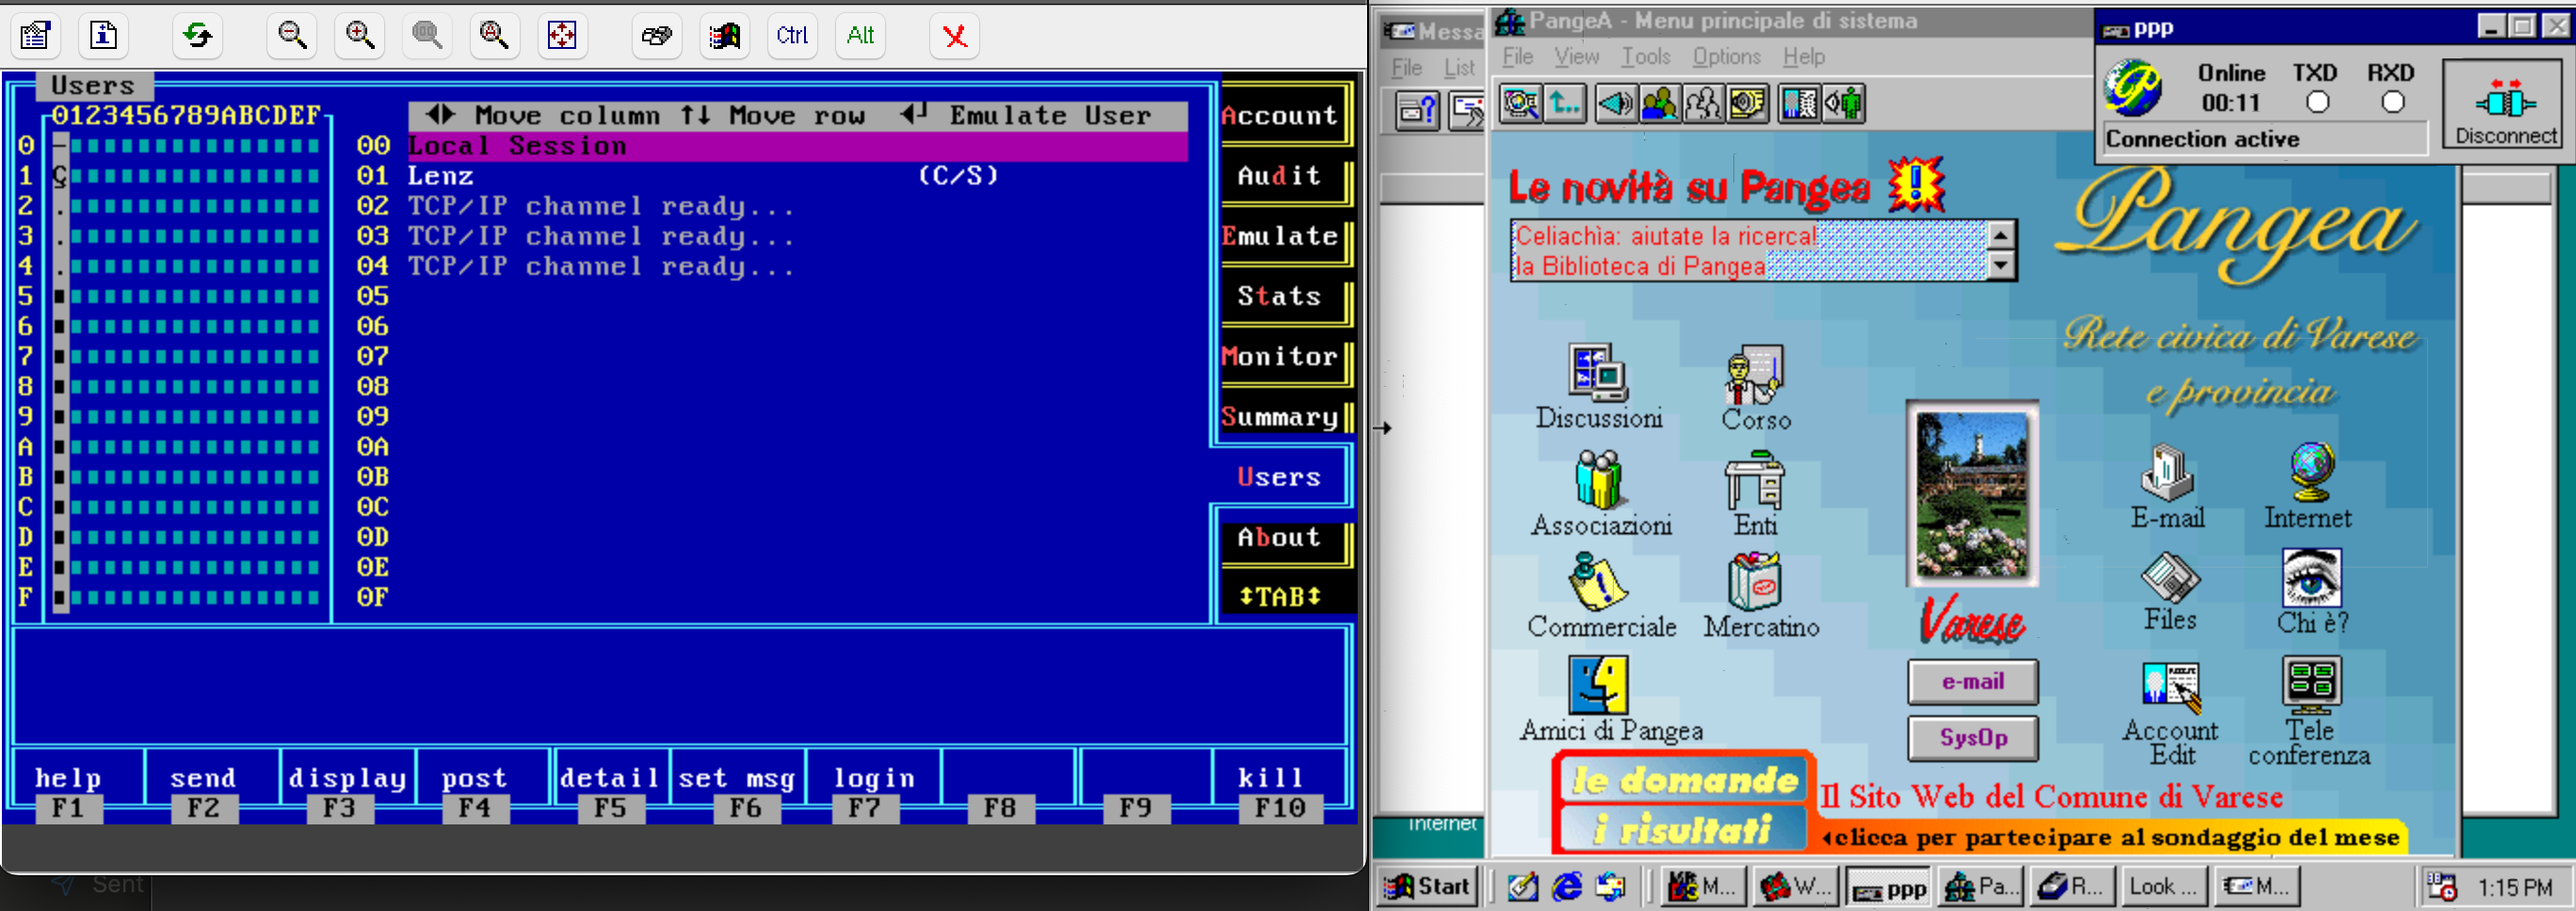 Ctrl
Alt
Users
0123456789ABCDEF
Move column
Move row
Emulate User
0
1
2
3
4
5
6
7
8
9
A
B
C
D
E
F
00 Local Session
01 Lenz (C/S)
02 TCP/IP channel ready...
03 TCP/IP channel ready...
04 TCP/IP channel ready...
05
06
07
08
09
0A
0B
0C
0D
0E
0F
Account
Audit
Emulate
Stats
Monitor
Summary
Users
About
↕TAB↕
help
send
display
post
detail
set msg
login
kill
F1
F2
F3
F4
F5
F6
F7
F8
F9
F10
Sent
Messa
File List
PangeA - Menu principale di sistema
File View Tools Options Help
ppp
Online TXD RXD
00:11
Connection active
Disconnect
Le novità su Pangea
Celiachìa: aiutate la ricerca!
la Biblioteca di Pangea
Pangea
Rete civica di Varese
e provincia
Discussioni
Corso
Associazioni
Enti
Commerciale
Mercatino
Amici di Pangea
Varese
e-mail
SysOp
E-mail
Internet
Files
Chi è?
Account Edit
Tele conferenza
le domande
i risultati
Il Sito Web del Comune di Varese
clicca per partecipare al sondaggio del mese
Internet
Start
M...
W...
ppp
Pa...
R...
Look ...
M...
1:15 PM